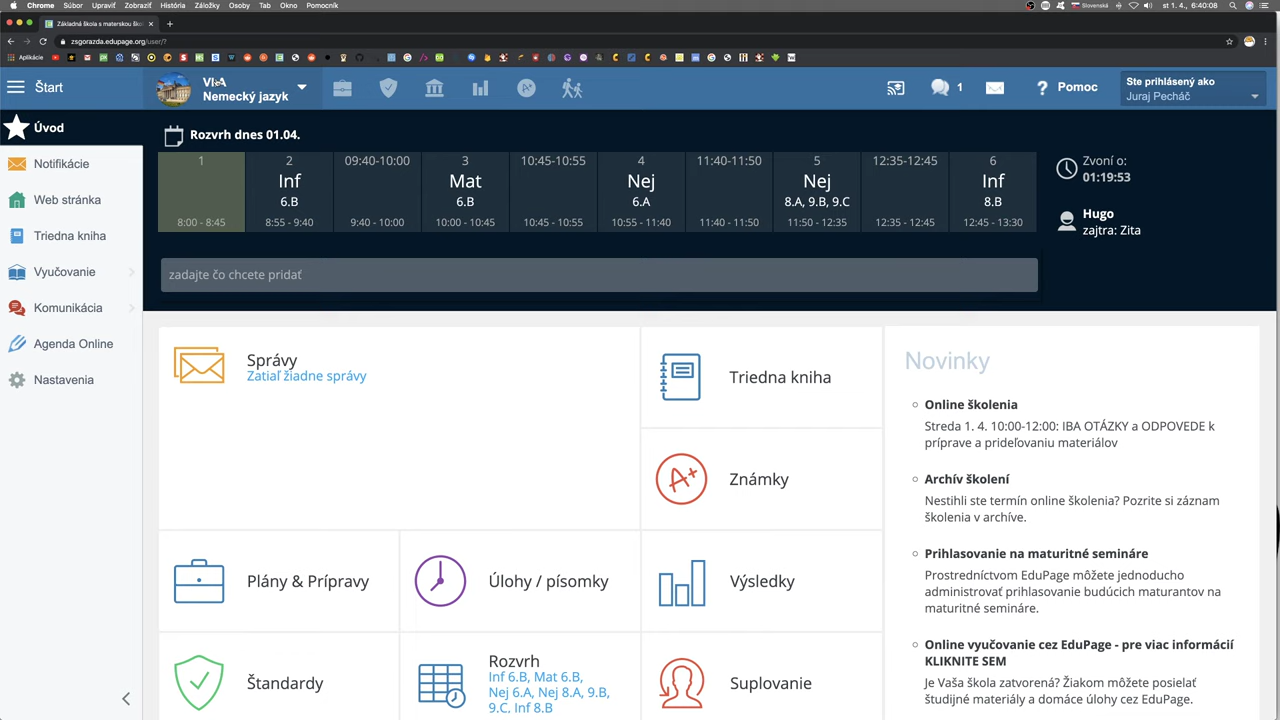 Chrome Súbor Upraviť Zobraziť História Záložky Osoby Tab Okno Pomocník
Slovenská st 1. 4., 6:40:08
Základná škola s materskou ško
zsgorazda.edupage.org/user/?
Aplikácie
Štart
VI.A
Nemecký jazyk
1
? Pomoc
Ste prihlásený ako
Juraj Pecháč
Úvod
Notifikácie
Web stránka
Triedna kniha
Vyučovanie
Komunikácia
Agenda Online
Nastavenia
Rozvrh dnes 01.04.
1
8:00 - 8:45
2
Inf
6.B
8:55 - 9:40
09:40-10:00
9:40 - 10:00
3
Mat
6.B
10:00 - 10:45
10:45-10:55
10:45 - 10:55
4
Nej
6.A
10:55 - 11:40
11:40-11:50
11:40 - 11:50
5
Nej
8.A, 9.B, 9.C
11:50 - 12:35
12:35-12:45
12:35 - 12:45
6
Inf
8.B
12:45 - 13:30
Zvoní o:
01:19:53
Hugo
zajtra: Zita
zadajte čo chcete pridať
Správy
Zatiaľ žiadne správy
Triedna kniha
Známky
Plány & Prípravy
Úlohy / písomky
Výsledky
Štandardy
Rozvrh
Inf 6.B, Mat 6.B,
Nej 6.A, Nej 8.A, 9.B,
9.C, Inf 8.B
Suplovanie
Novinky
Online školenia
Streda 1. 4. 10:00-12:00: IBA OTÁZKY a ODPOVEDE k
príprave a prideľovaniu materiálov
Archív školení
Nestihli ste termín online školenia? Pozrite si záznam
školenia v archíve.
Prihlasovanie na maturitné semináre
Prostredníctvom EduPage môžete jednoducho
administrovať prihlasovanie budúcich maturantov na
maturitné semináre.
Online vyučovanie cez EduPage - pre viac informácií
KLIKNITE SEM
Je Vaša škola zatvorená? Žiakom môžete posielať
študijné materiály a domáce úlohy cez EduPage.